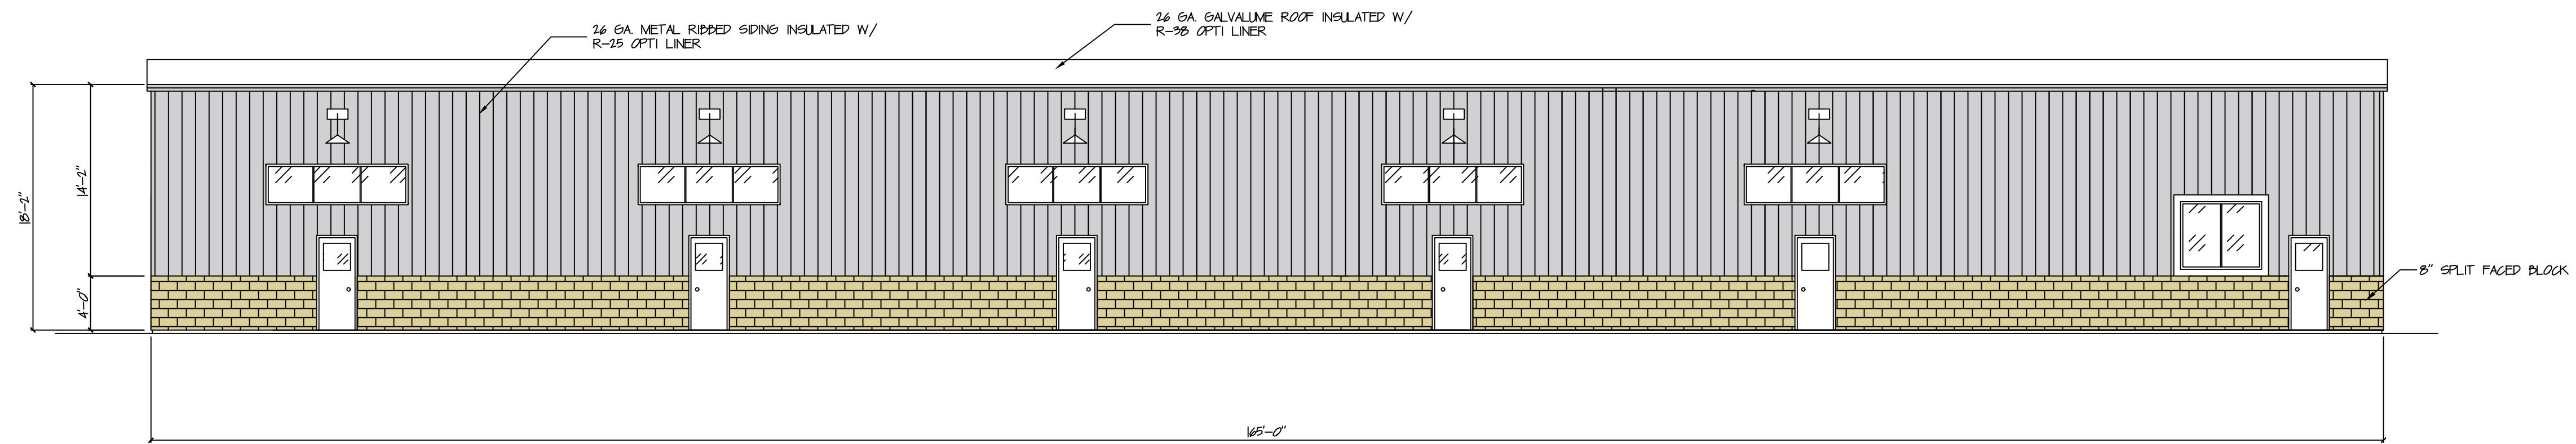 26 GA. METAL RIBBED SIDING INSULATED W/
R-25 OPTI LINER
26 GA. GALVALUME ROOF INSULATED W/
R-38 OPTI LINER
18'-2"
14'-2"
4'-0"
8" SPLIT FACED BLOCK
165'-0"